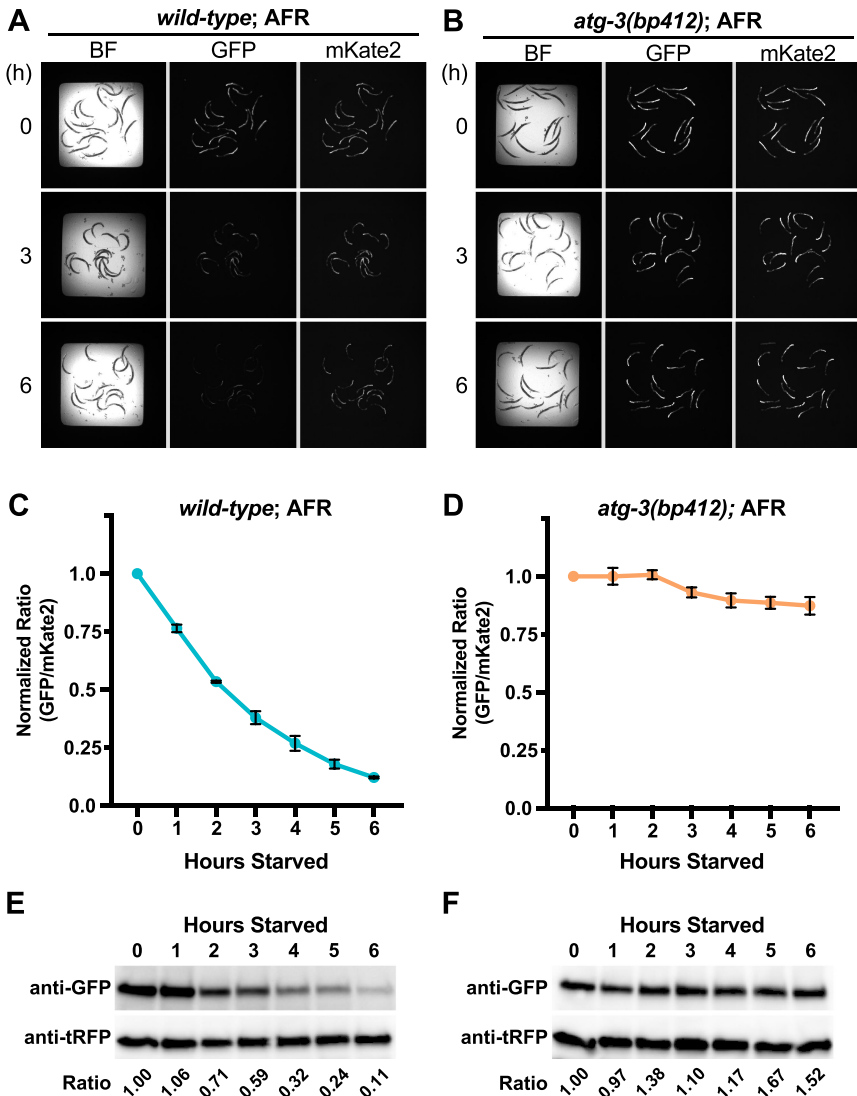 A
wild-type; AFR
BF GFP mKate2
(h)
0
3
6
B
atg-3(bp412); AFR
BF GFP mKate2
0
3
6
C
wild-type; AFR
Normalized Ratio
(GFP/mKate2)
1.0
0.75
0.5
0.25
0.0
0 1 2 3 4 5 6
Hours Starved
D
atg-3(bp412); AFR
Normalized Ratio
(GFP/mKate2)
1.0
0.75
0.5
0.25
0.0
0 1 2 3 4 5 6
Hours Starved
E
Hours Starved
0 1 2 3 4 5 6
anti-GFP
anti-tRFP
Ratio 1.00 1.06 0.71 0.59 0.32 0.24 0.11
F
Hours Starved
0 1 2 3 4 5 6
anti-GFP
anti-tRFP
Ratio 1.00 0.97 1.38 1.10 1.17 1.67 1.52